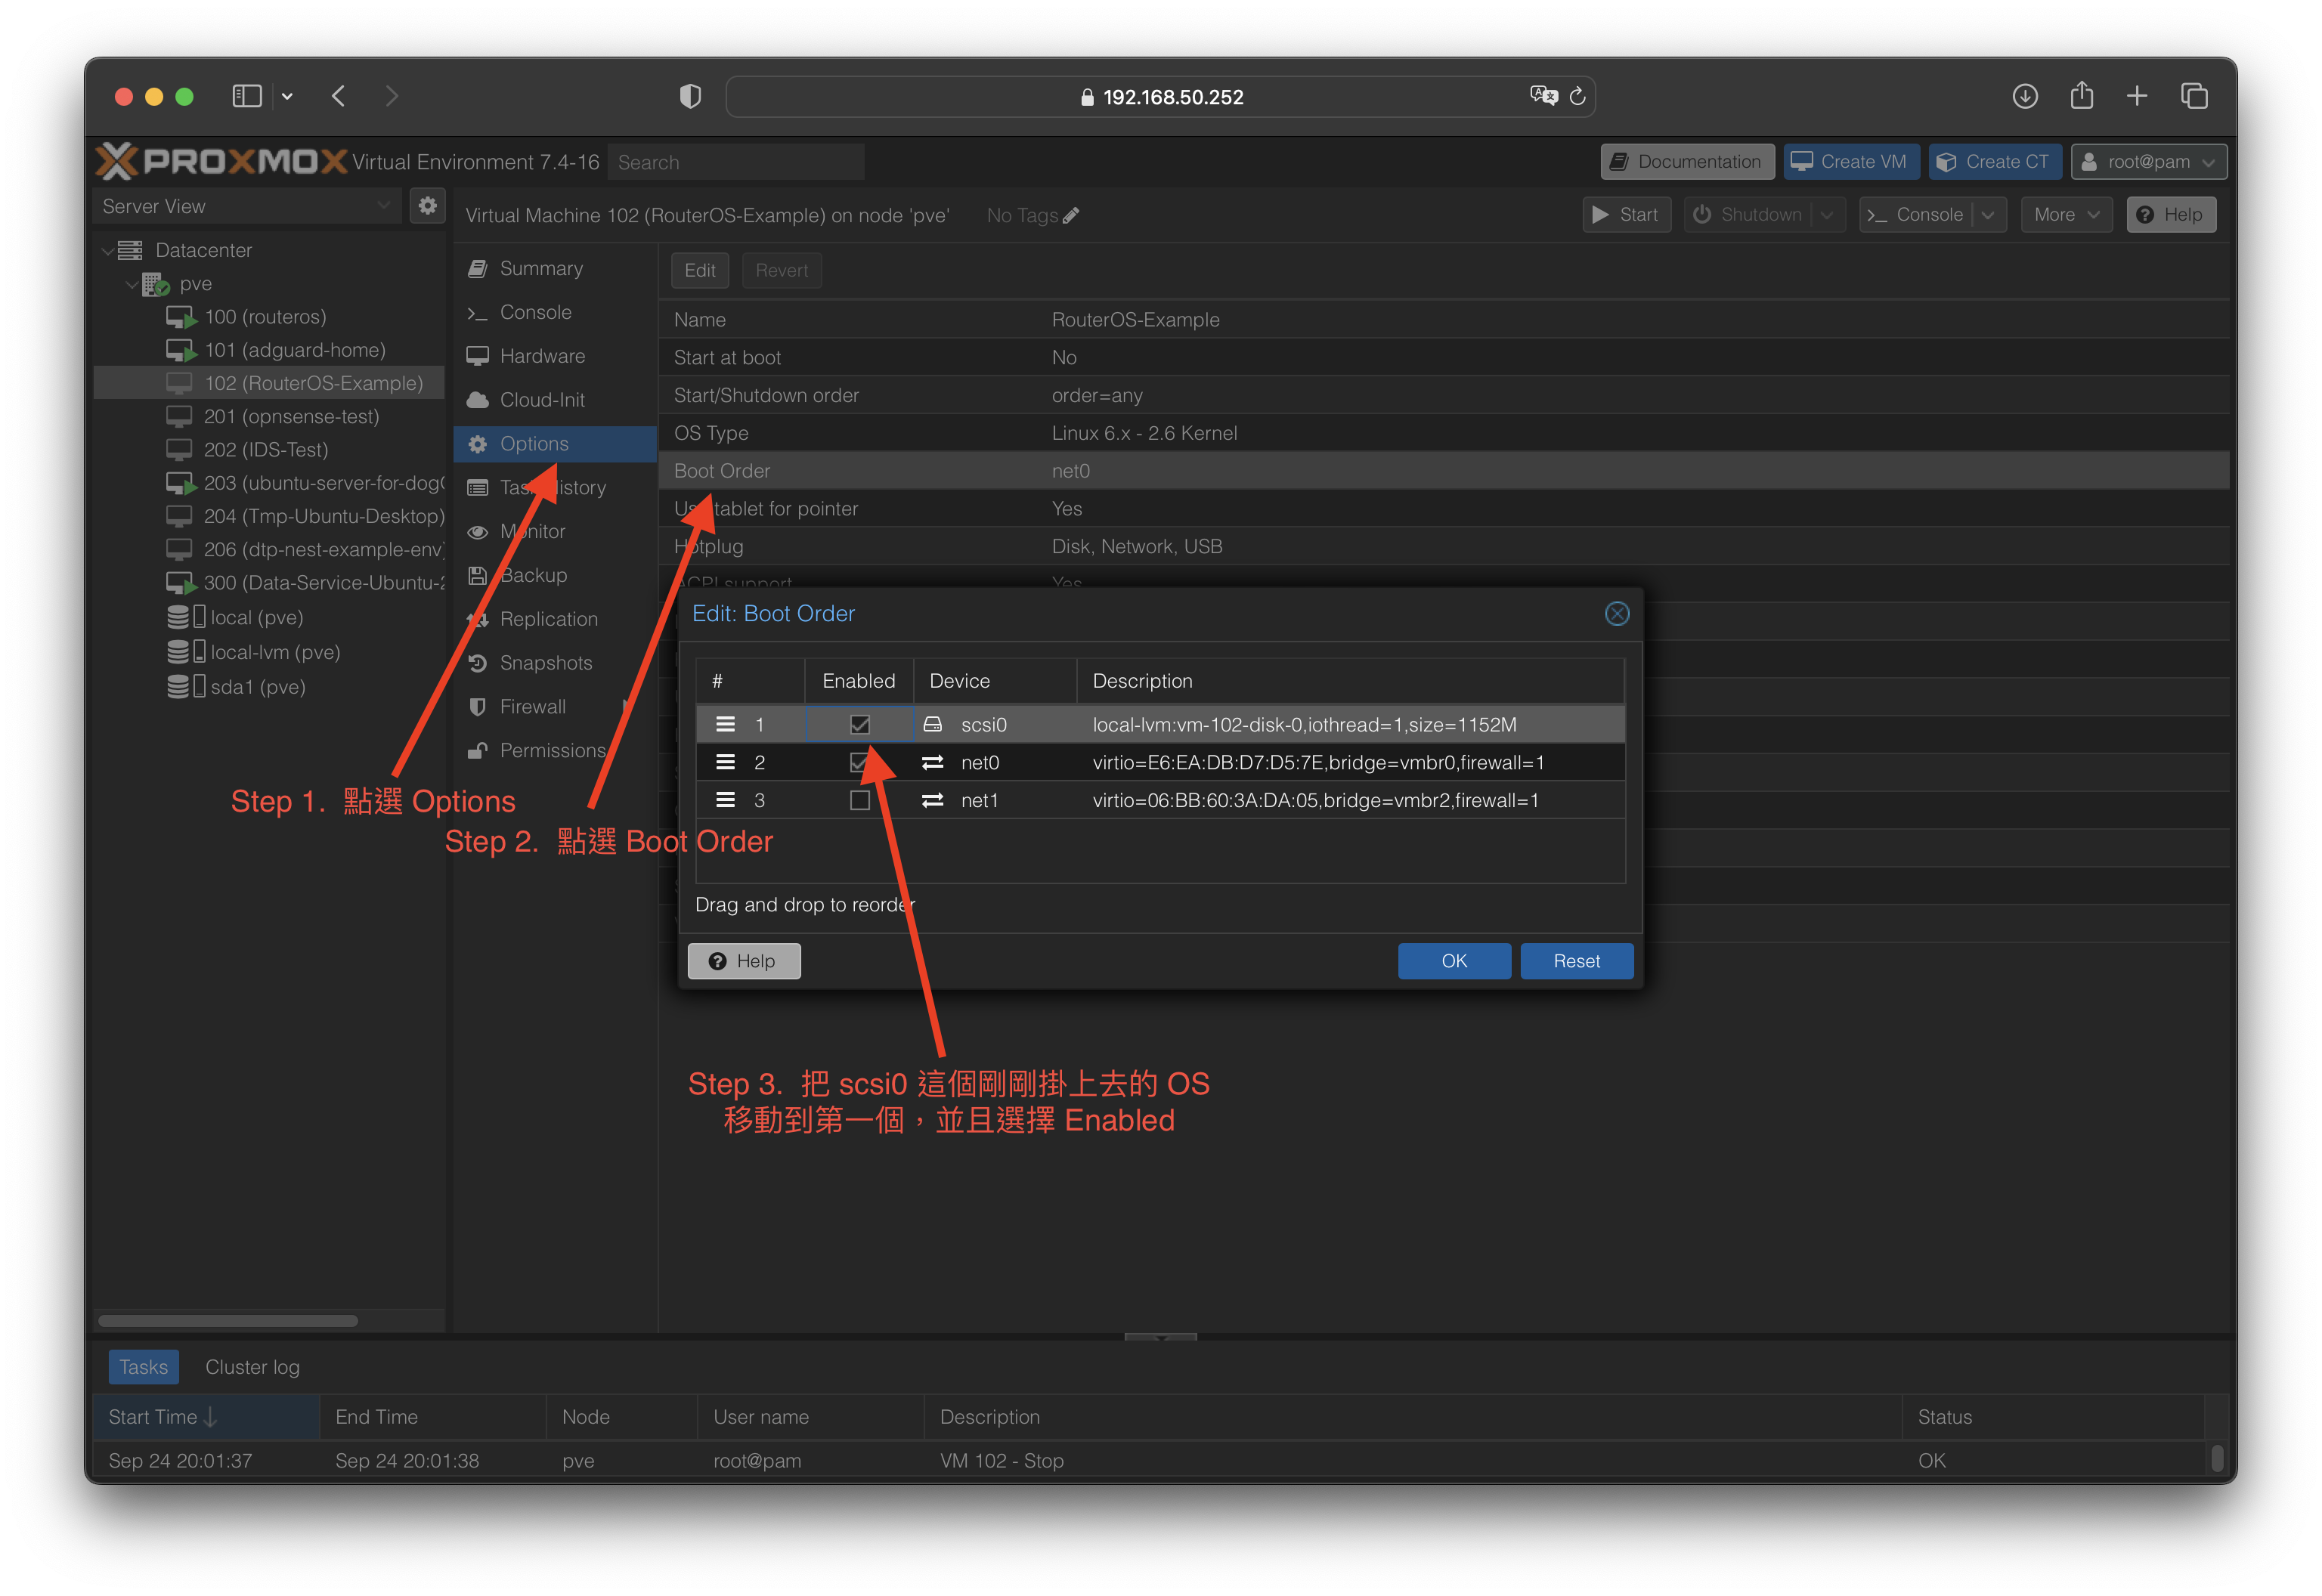 192.168.50.252
PROXMOX Virtual Environment 7.4-16 Search Documentation Create VM Create CT root@pam
Server View
Virtual Machine 102 (RouterOS-Example) on node 'pve' No Tags Start Shutdown Console More Help
Datacenter
pve
100 (routeros)
101 (adguard-home)
102 (RouterOS-Example)
201 (opnsense-test)
202 (IDS-Test)
203 (ubuntu-server-for-dog
204 (Tmp-Ubuntu-Desktop)
206 (dtp-nest-example-env)
300 (Data-Service-Ubuntu-2
local (pve)
local-lvm (pve)
sda1 (pve)
Summary
Console
Hardware
Cloud-Init
Options
Task History
Monitor
Backup
Replication
Snapshots
Firewall
Permissions
Edit Revert
Name RouterOS-Example
Start at boot No
Start/Shutdown order order=any
OS Type Linux 6.x - 2.6 Kernel
Boot Order net0
Use tablet for pointer Yes
Hotplug Disk, Network, USB
ACPI support Yes
Edit: Boot Order
# Enabled Device Description
1 scsi0 local-lvm:vm-102-disk-0,iothread=1,size=1152M
2 net0 virtio=E6:EA:DB:D7:D5:7E,bridge=vmbr0,firewall=1
3 net1 virtio=06:BB:60:3A:DA:05,bridge=vmbr2,firewall=1
Drag and drop to reorder
Help OK Reset
Step 1. 點選 Options
Step 2. 點選 Boot Order
Step 3. 把 scsi0 這個剛剛掛上去的 OS
移動到第一個，並且選擇 Enabled
Tasks Cluster log
Start Time End Time Node User name Description Status
Sep 24 20:01:37 Sep 24 20:01:38 pve root@pam VM 102 - Stop OK